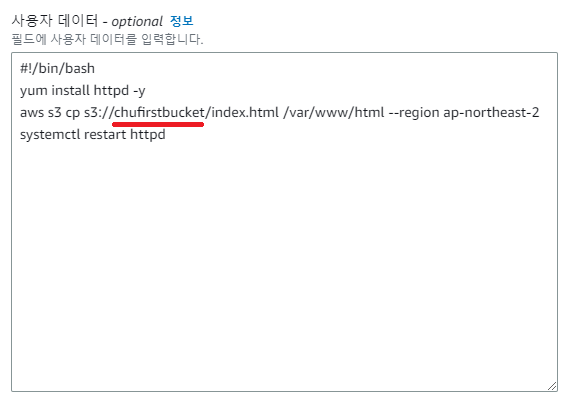 사용자 데이터 - optional 정보
필드에 사용자 데이터를 입력합니다.
#!/bin/bash
yum install httpd -y
aws s3 cp s3://chufirstbucket/index.html /var/www/html --region ap-northeast-2
systemctl restart httpd